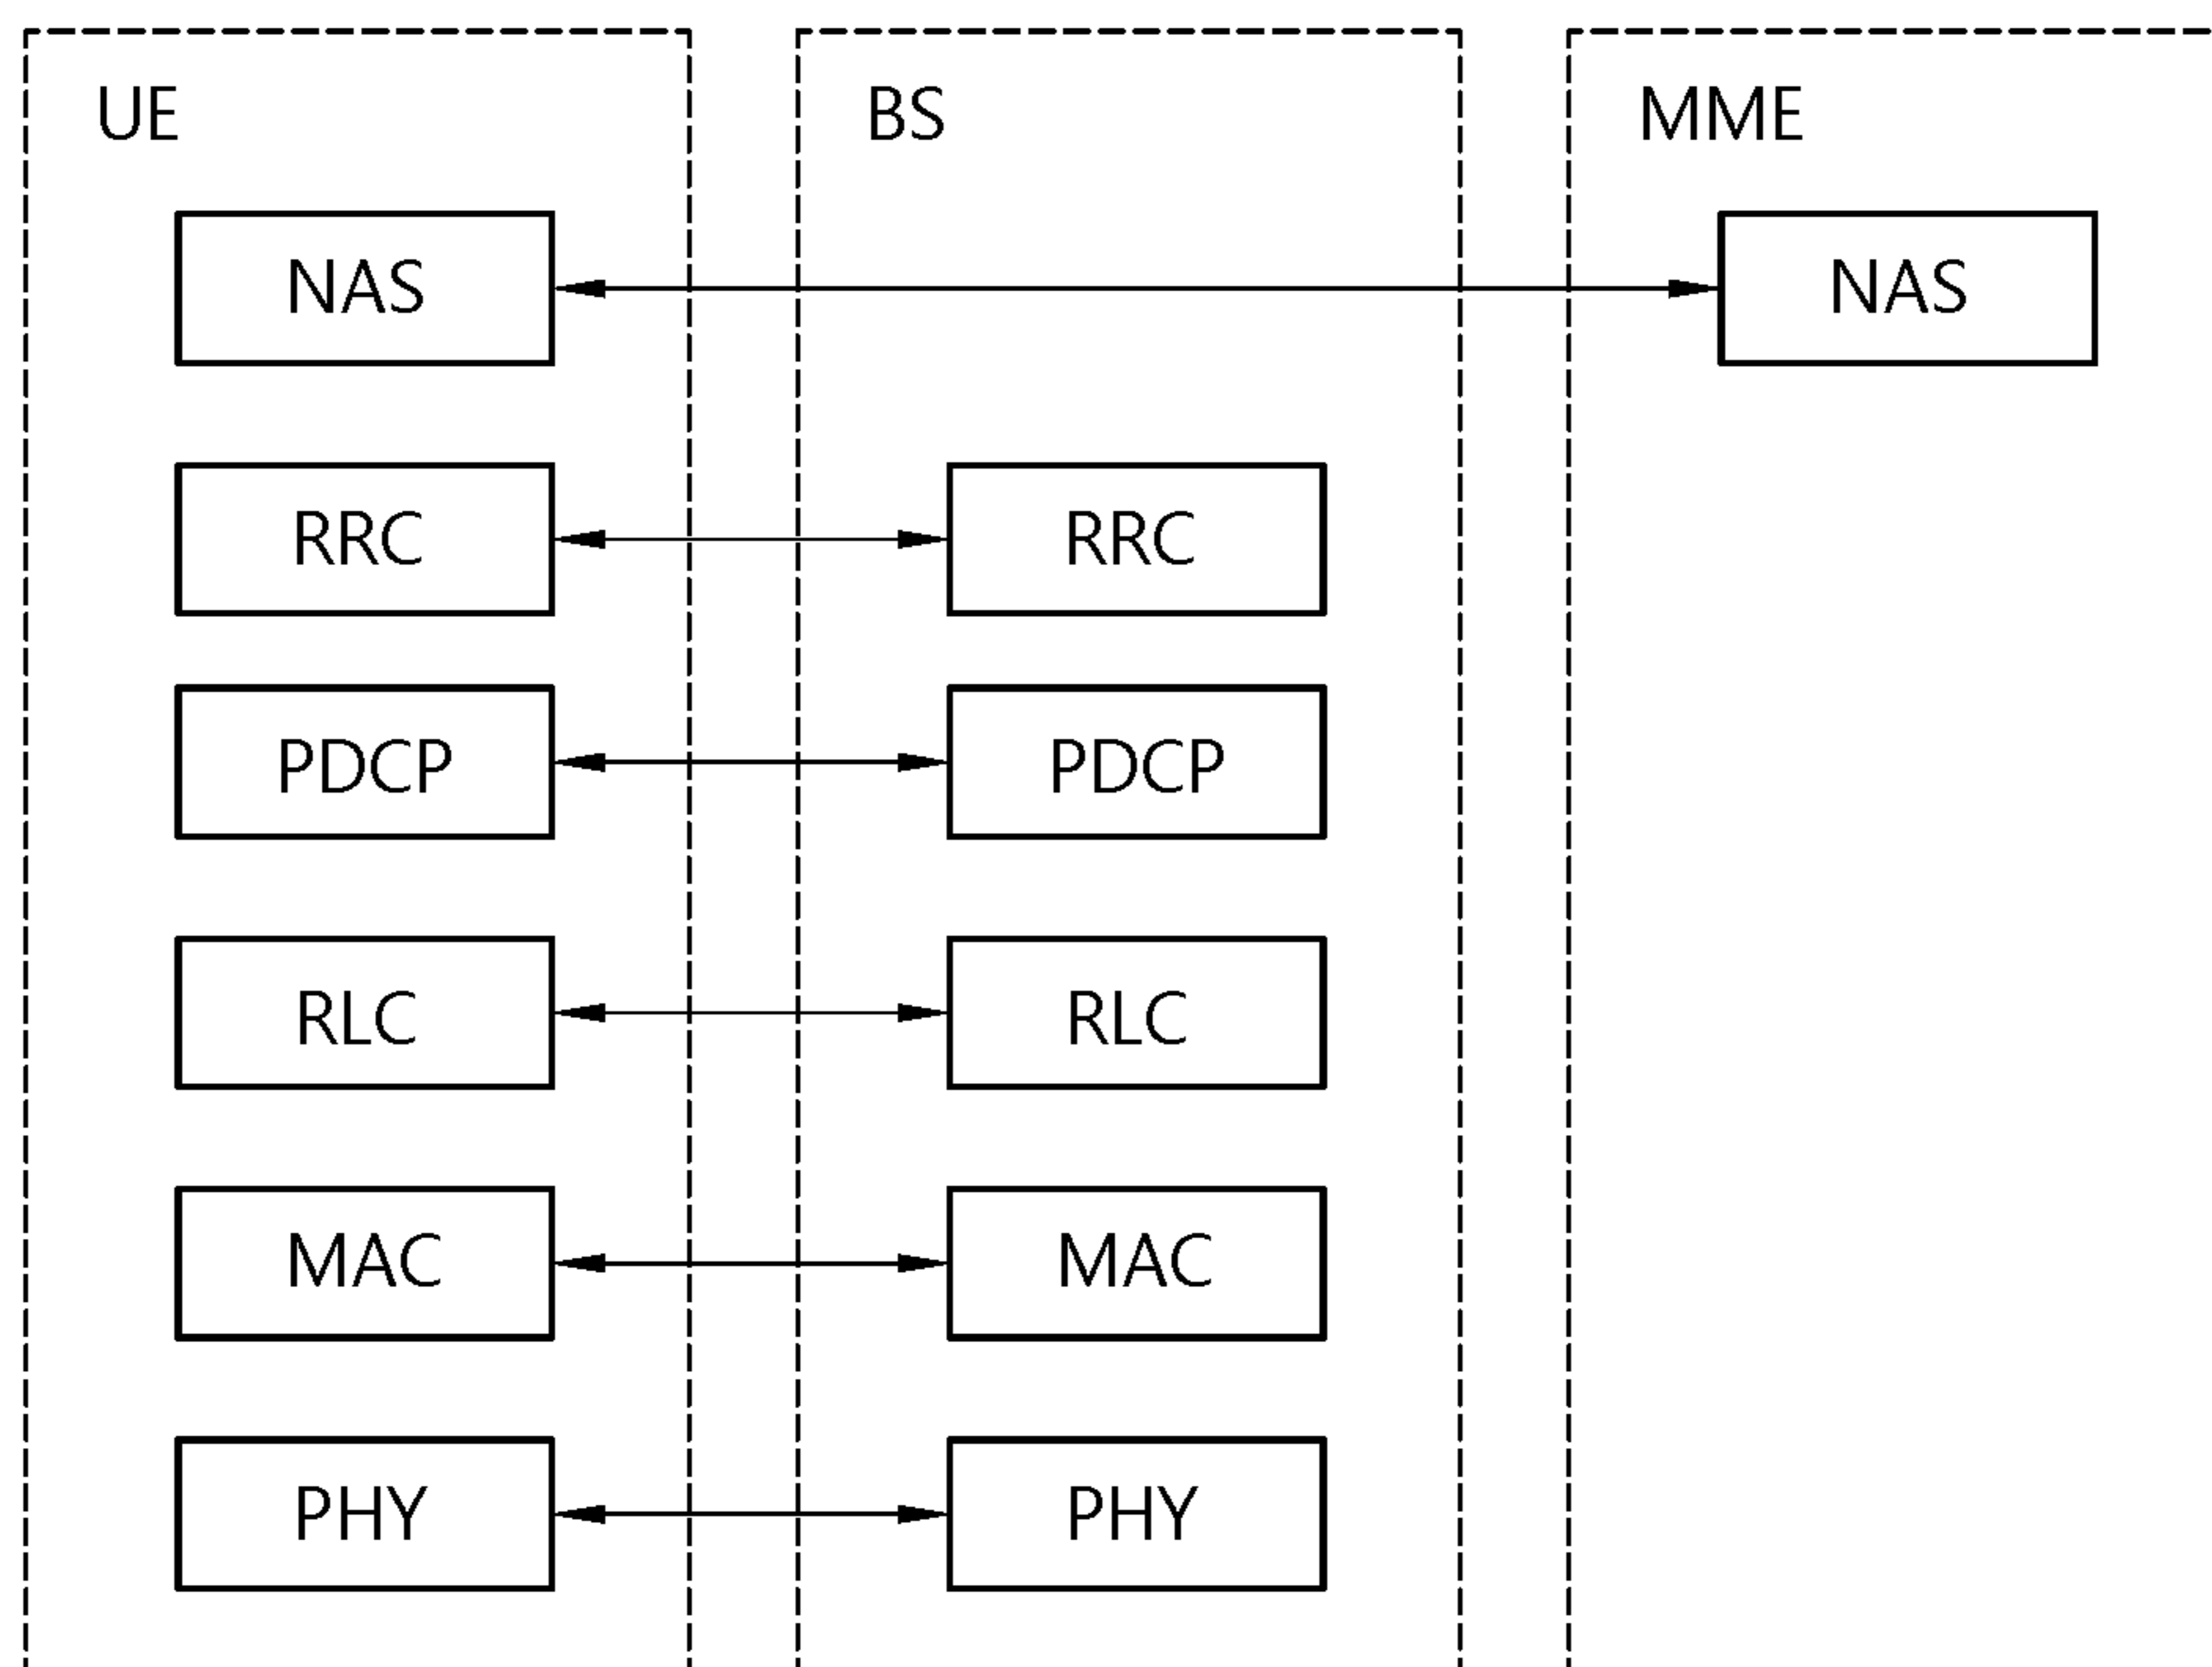 UE BS MME
NAS NAS
RRC RRC
PDCP PDCP
RLC RLC
MAC MAC
PHY PHY